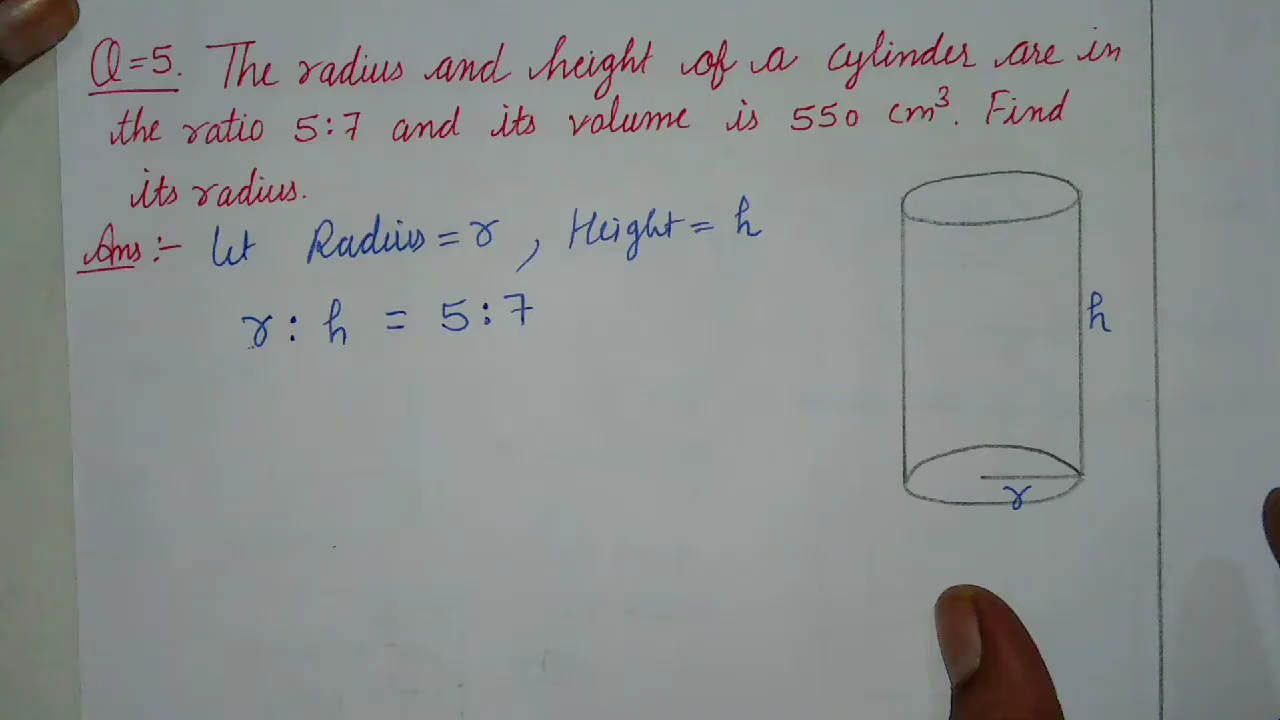 Q=5. The radius and height of a cylinder are in
the ratio 5:7 and its volume is 550 cm³. Find
its radius.
Ans :- let Radius = r , Height = h
r : h = 5:7
h
r